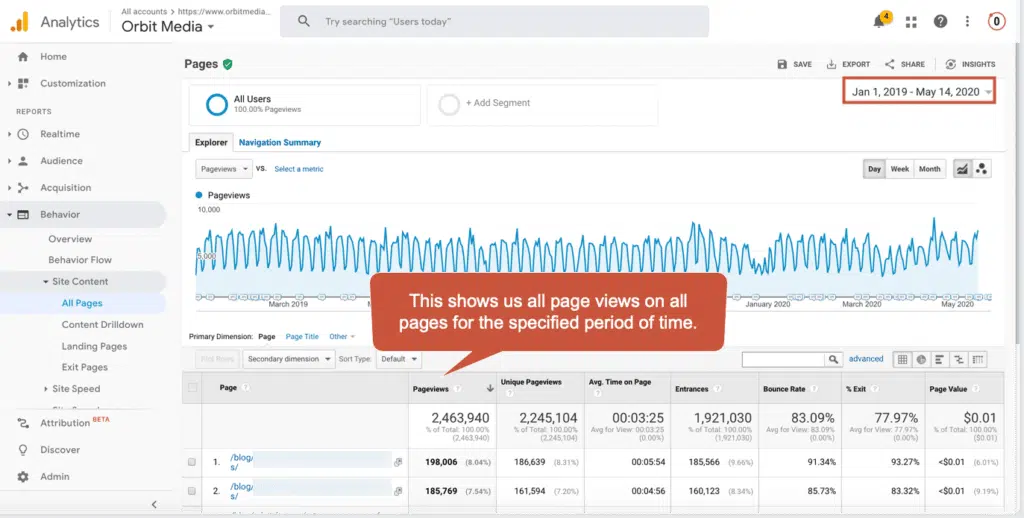 Analytics
All accounts > https://www.orbitmedia...
Orbit Media
Try searching "Users today"
4
Home
Customization
REPORTS
Realtime
Audience
Acquisition
Behavior
Overview
Behavior Flow
Site Content
All Pages
Content Drilldown
Landing Pages
Exit Pages
Site Speed
Attribution BETA
Discover
Admin
Pages
SAVE
EXPORT
SHARE
INSIGHTS
Jan 1, 2019 - May 14, 2020
All Users
100.00% Pageviews
+ Add Segment
Explorer
Navigation Summary
Pageviews
VS.
Select a metric
Day
Week
Month
Pageviews
10,000
5,000
March 2019
January 2020
March 2020
May 2020
This shows us all page views on all
pages for the specified period of time.
Primary Dimension: Page Page Title Other
Plot Rows
Secondary dimension
Sort Type:
Default
advanced
Page
Pageviews
Unique Pageviews
Avg. Time on Page
Entrances
Bounce Rate
% Exit
Page Value
2,463,940
% of Total: 100.00%
(2,463,940)
2,245,104
% of Total: 100.00%
(2,245,104)
00:03:25
Avg for View: 00:03:25
(0.00%)
1,921,030
% of Total: 100.00%
(1,921,030)
83.09%
Avg for View: 83.09%
(0.00%)
77.97%
Avg for View: 77.97%
(0.00%)
$0.01
% of Total: 100.00%
($0.01)
1.
/blog/
s/
198,006 (8.04%)
186,639 (8.31%)
00:05:54
185,566 (9.66%)
91.34%
93.27%
<$0.01 (6.01%)
2.
/blog/
s/
185,769 (7.54%)
161,594 (7.20%)
00:04:56
160,123 (8.34%)
85.73%
83.32%
<$0.01 (9.19%)